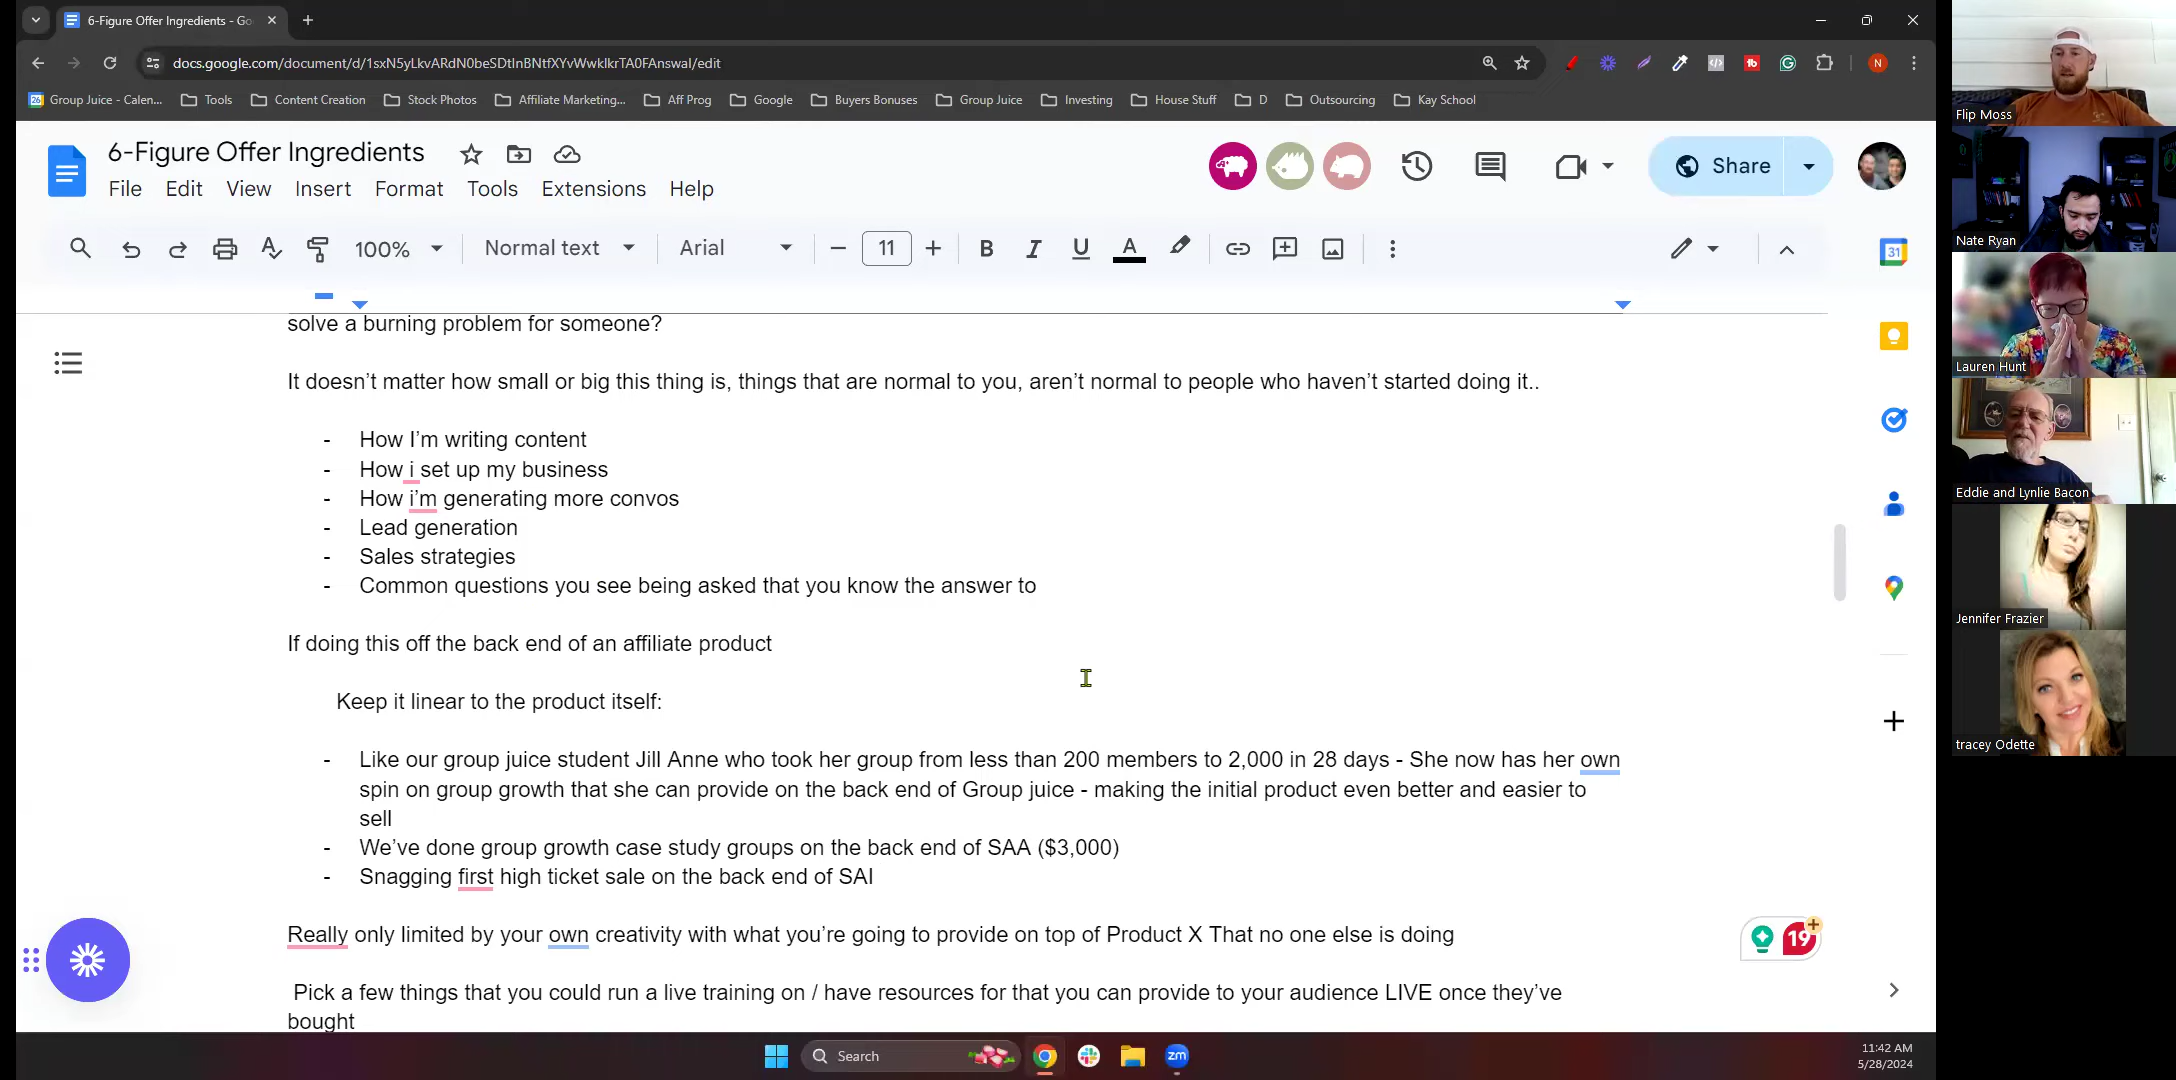 6-Figure Offer Ingredients - Go
docs.google.com/document/d/1sxN5yLkvARdN0beSDtInBNtfXYvWwklkrTA0FAnswaI/edit
N
Group Juice - Calen...
Tools
Content Creation
Stock Photos
Affiliate Marketing...
Aff Prog
Google
Buyers Bonuses
Group Juice
Investing
House Stuff
D
Outsourcing
Kay School
6-Figure Offer Ingredients
Share
File Edit View Insert Format Tools Extensions Help
100% Normal text Arial 11 B I U A
31
solve a burning problem for someone?
It doesn’t matter how small or big this thing is, things that are normal to you, aren’t normal to people who haven’t started doing it..
- How I’m writing content
- How i set up my business
- How i’m generating more convos
- Lead generation
- Sales strategies
- Common questions you see being asked that you know the answer to
If doing this off the back end of an affiliate product
Keep it linear to the product itself:
- Like our group juice student Jill Anne who took her group from less than 200 members to 2,000 in 28 days - She now has her own
spin on group growth that she can provide on the back end of Group juice - making the initial product even better and easier to
sell
- We’ve done group growth case study groups on the back end of SAA ($3,000)
- Snagging first high ticket sale on the back end of SAI
Really only limited by your own creativity with what you’re going to provide on top of Product X That no one else is doing
Pick a few things that you could run a live training on / have resources for that you can provide to your audience LIVE once they’ve
bought
19
Search
zm
11:42 AM
5/28/2024
Flip Moss
Nate Ryan
Lauren Hunt
Eddie and Lynlie Bacon
Jennifer Frazier
tracey Odette